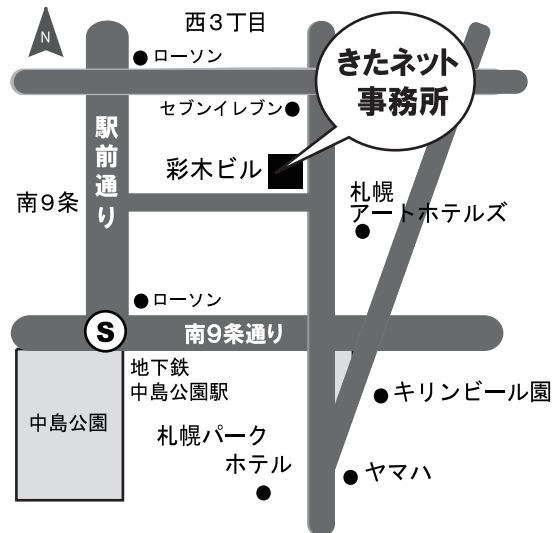 N
西3丁目
ローソン
きたネット
事務所
セブンイレブン
駅前通り
彩木ビル
南9条
札幌
アートホテルズ
ローソン
S
南9条通り
地下鉄
中島公園駅
中島公園
キリンビール園
札幌パーク
ホテル
ヤマハ